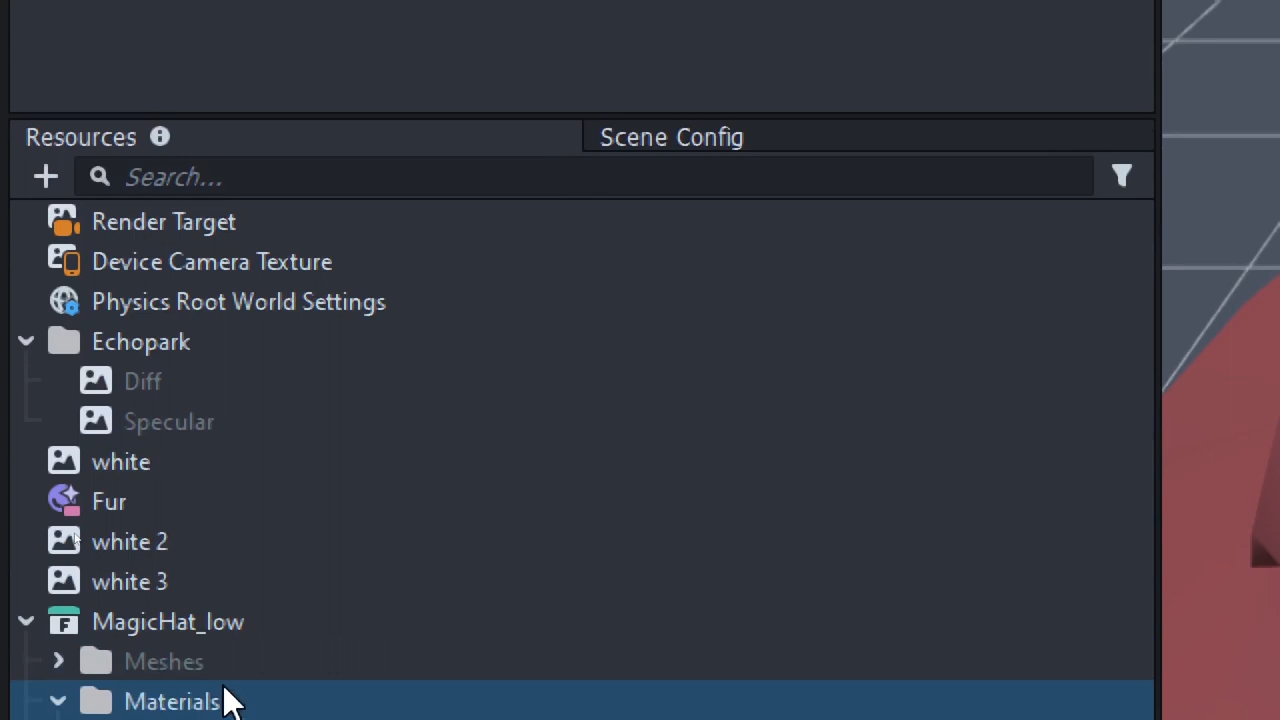 Resources
Scene Config
Search...
Render Target
Device Camera Texture
Physics Root World Settings
Echopark
Diff
Specular
white
Fur
white 2
white 3
MagicHat_low
Meshes
Materials